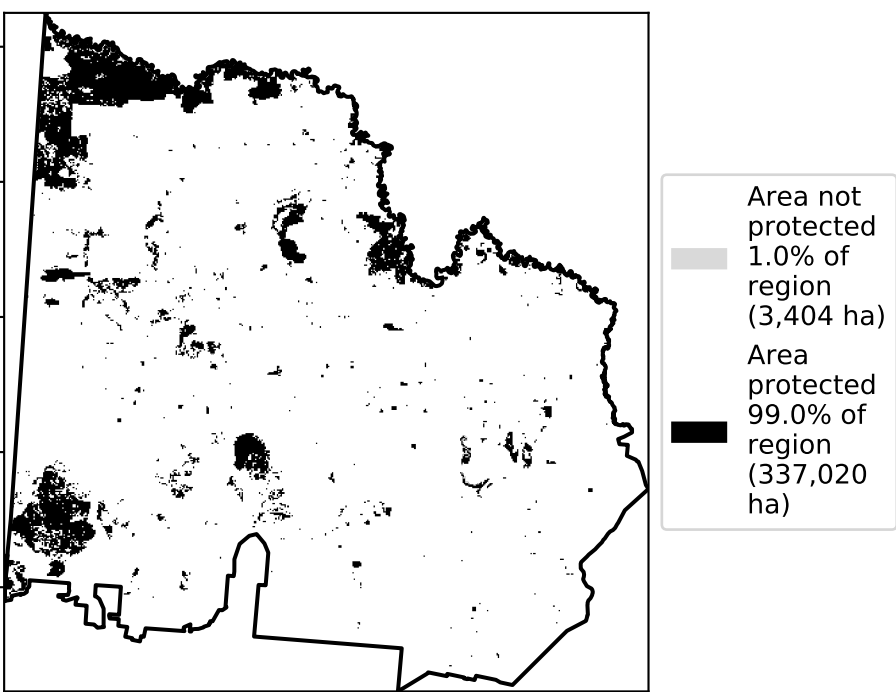 Area not
protected
1.0% of
region
(3,404 ha)
Area
protected
99.0% of
region
(337,020
ha)